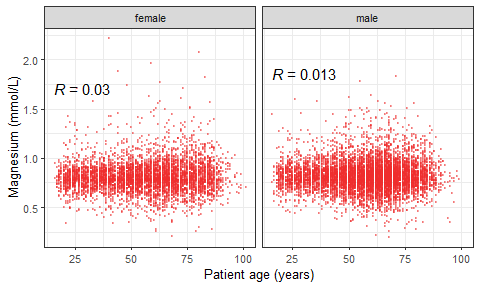 female male
2.0
R = 0.03
R = 0.013
1.5
1.0
0.5
Magnesium (mmol/L)
25 50 75 100 25 50 75 100
Patient age (years)